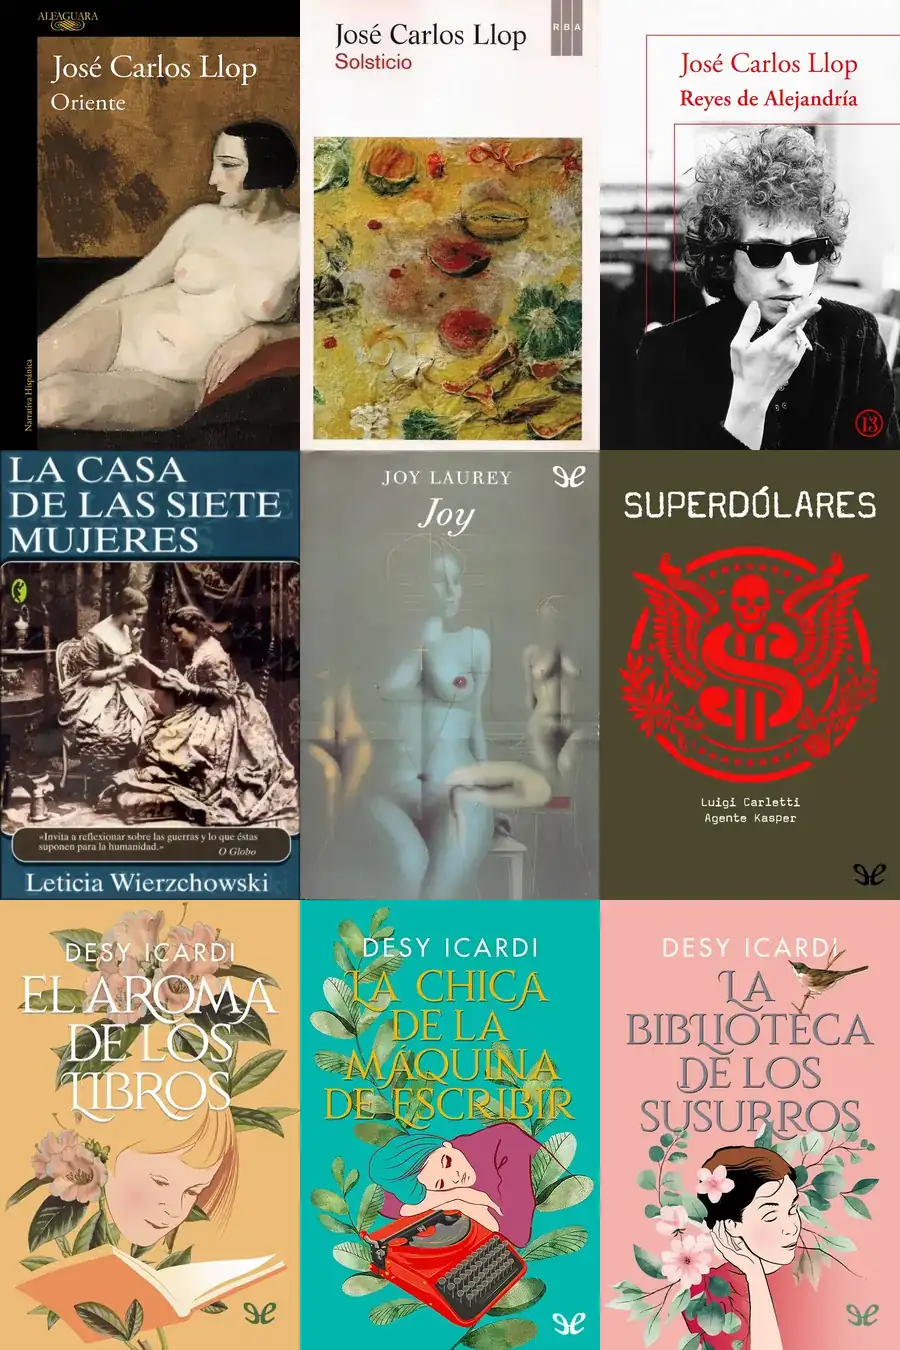 ALFAGUARA
José Carlos Llop
Oriente
Narrativa Hispánica
José Carlos Llop
Solsticio
RBA
José Carlos Llop
Reyes de Alejandría
13
LA CASA
DE LAS SIETE
MUJERES
«Invita a reflexionar sobre las guerras y lo que éstas
suponen para la humanidad.»
O Globo
Leticia Wierzchowski
JOY LAUREY
Joy
SUPERDÓLARES
Luigi Carletti
Agente Kasper
DESY ICARDI
EL AROMA
DE LOS
LIBROS
DESY ICARDI
LA CHICA
DE LA
MÁQUINA
DE ESCRIBIR
DESY ICARDI
LA
BIBLIOTECA
DE LOS
SUSURROS